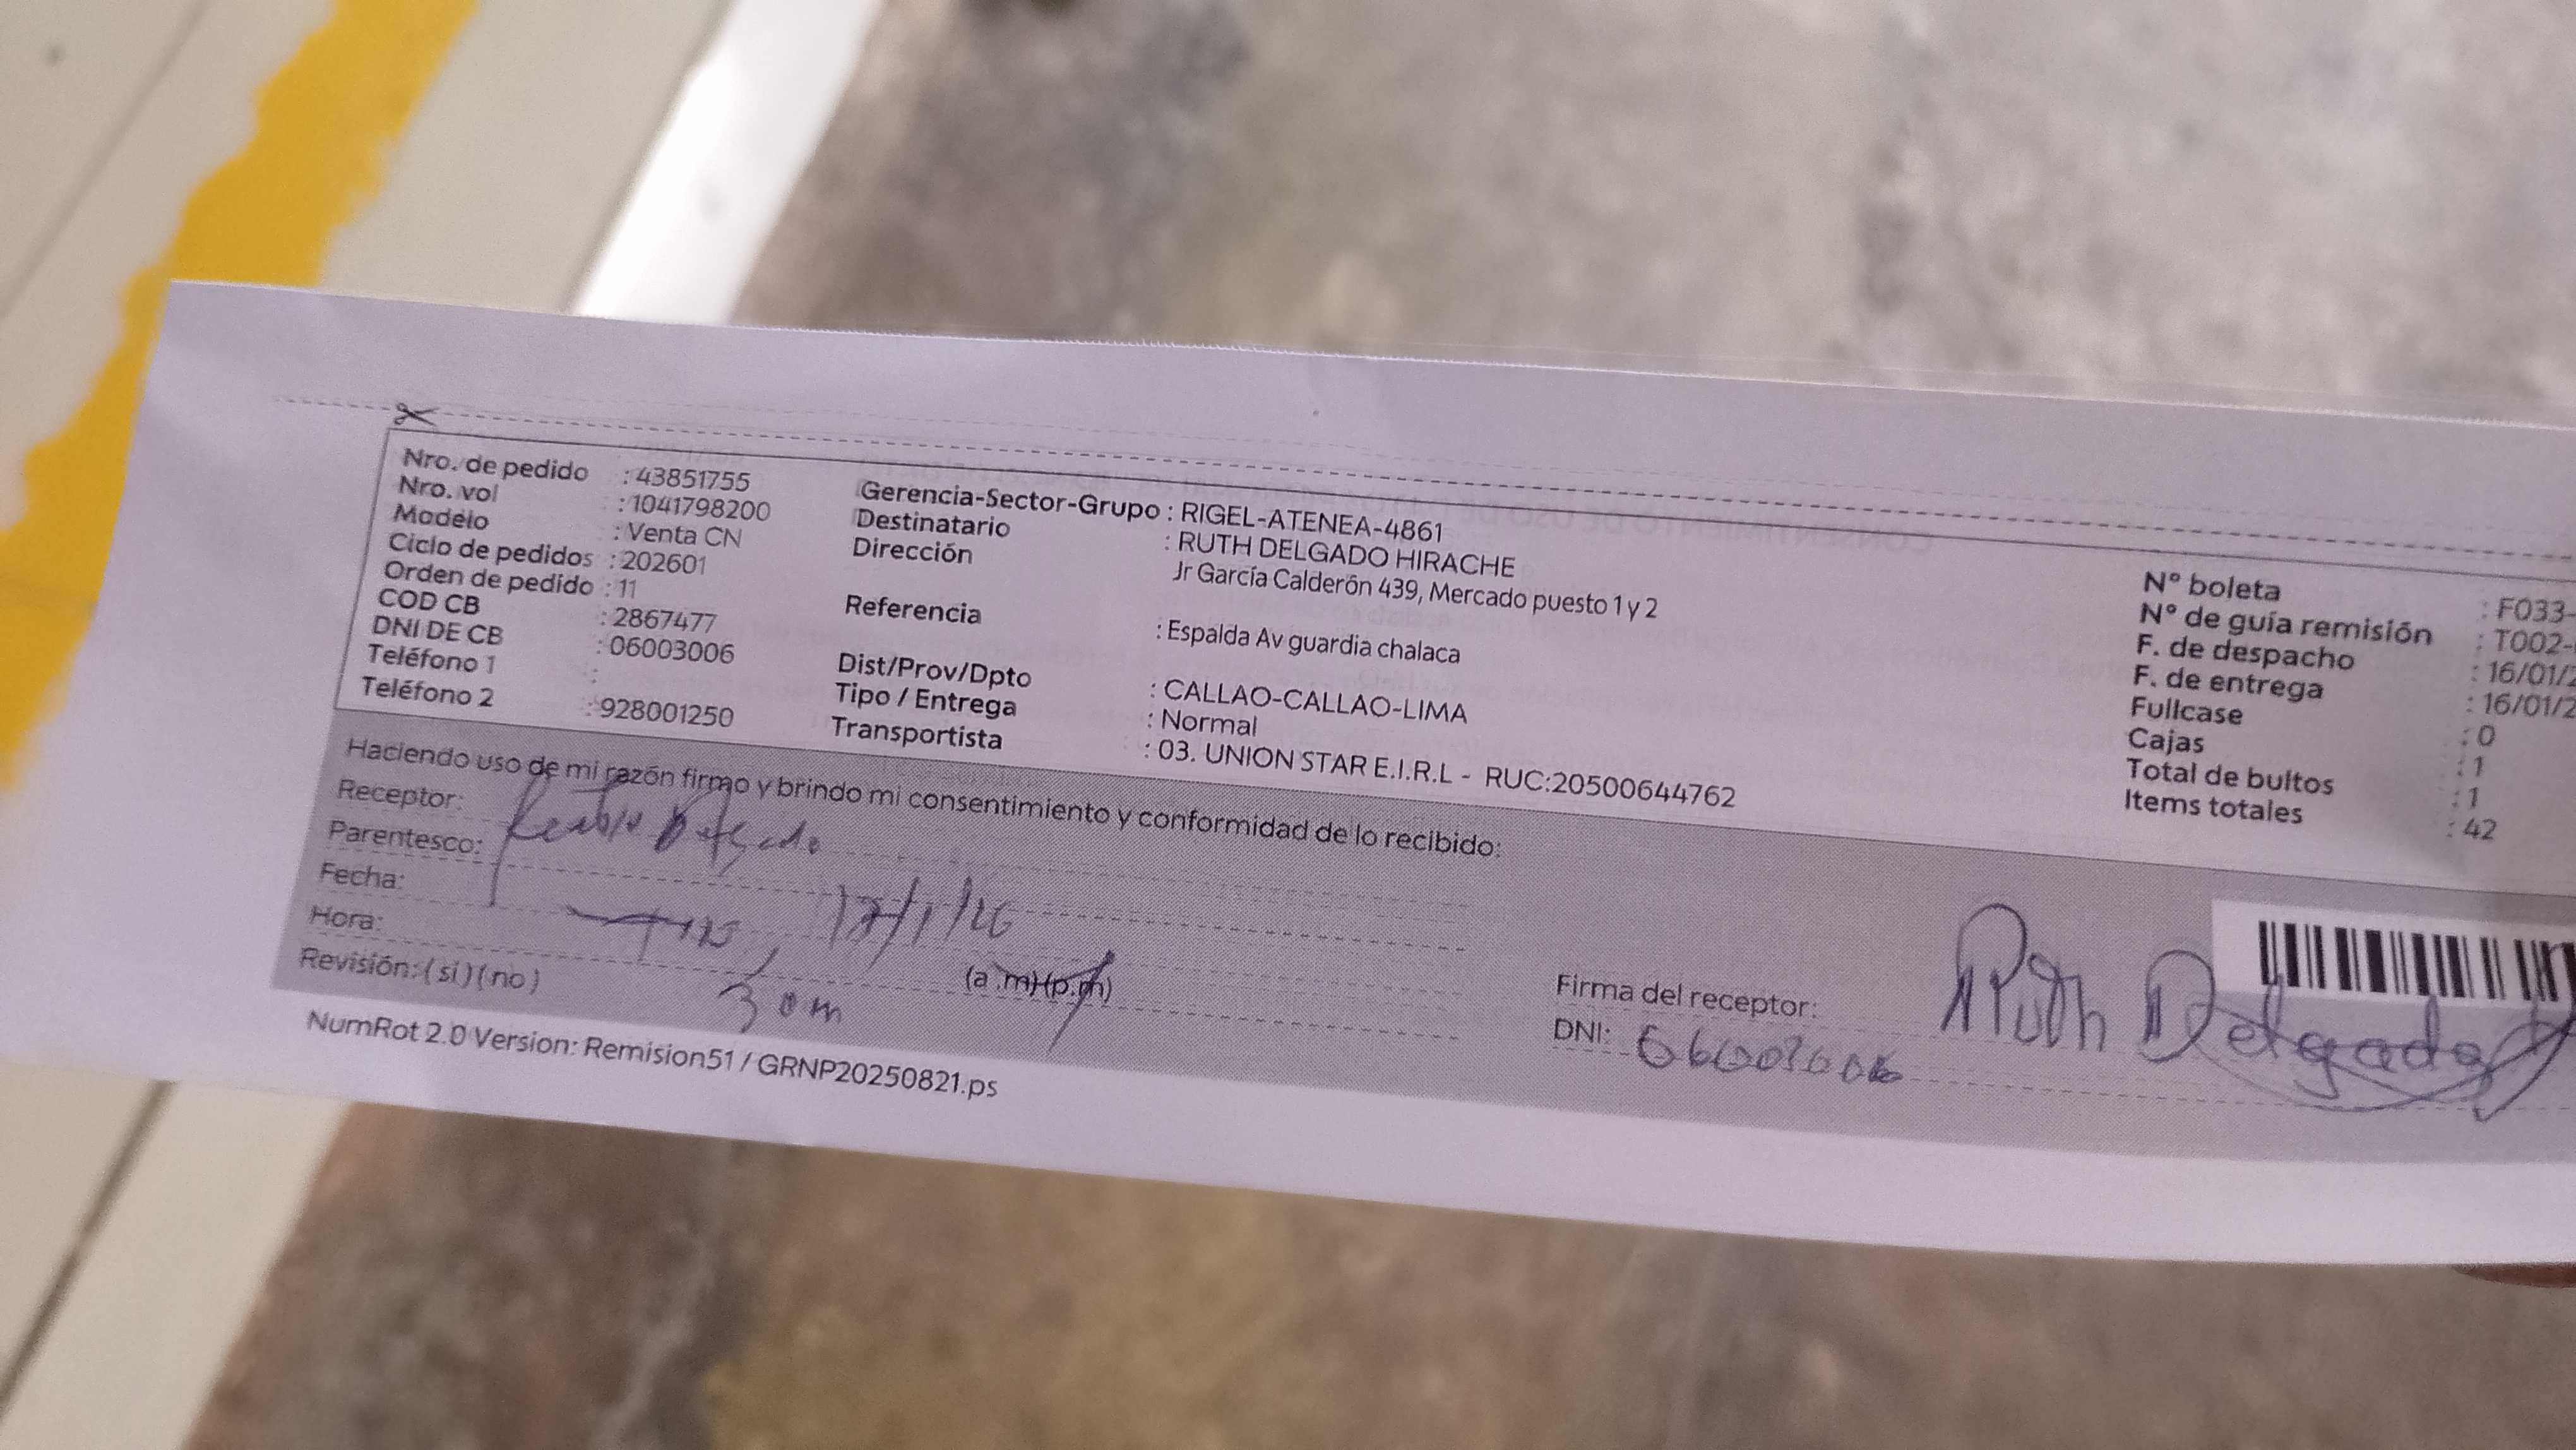 Nro. de pedido : 43851755
Nro. vol : 1041798200
Modelo : Venta CN
Ciclo de pedidos : 202601
Orden de pedido : 11
COD CB : 2867477
DNI DE CB : 06003006
Teléfono 1 :
Teléfono 2 : 928001250
Gerencia-Sector-Grupo : RIGEL-ATENEA-4861
Destinatario : RUTH DELGADO HIRACHE
Dirección Jr García Calderón 439, Mercado puesto 1 y 2
Referencia : Espalda Av guardia chalaca
Dist/Prov/Dpto : CALLAO-CALLAO-LIMA
Tipo / Entrega : Normal
Transportista : 03. UNION STAR E.I.R.L - RUC:20500644762
N° boleta : F033-
N° de guía remisión : T002-
F. de despacho : 16/01/2
F. de entrega : 16/01/2
Fullcase : 0
Cajas : 1
Total de bultos : 1
Items totales : 42
Haciendo uso de mi razón firmo y brindo mi consentimiento y conformidad de lo recibido:
Receptor: Delgado
Parentesco:
Fecha:
Hora: (a.m)(p.m)
Revisión:(si)(no)
Firma del receptor: Ruth Delgado
DNI:
NumRot 2.0 Version: Remision51 / GRNP20250821.ps